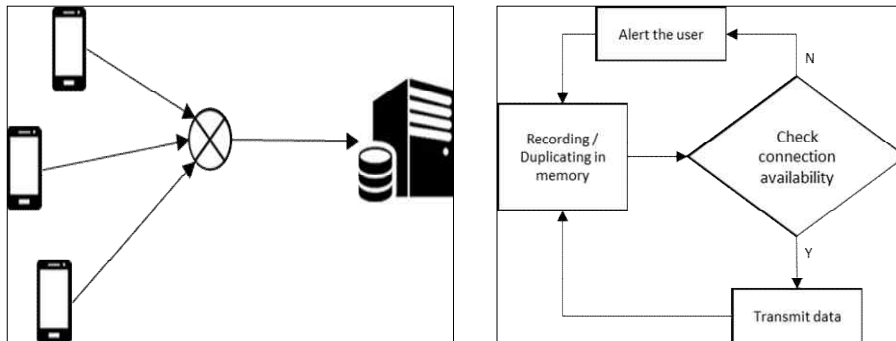 Alert the user
N
Recording /
Duplicating in
memory
Check
connection
availability
Y
Transmit data